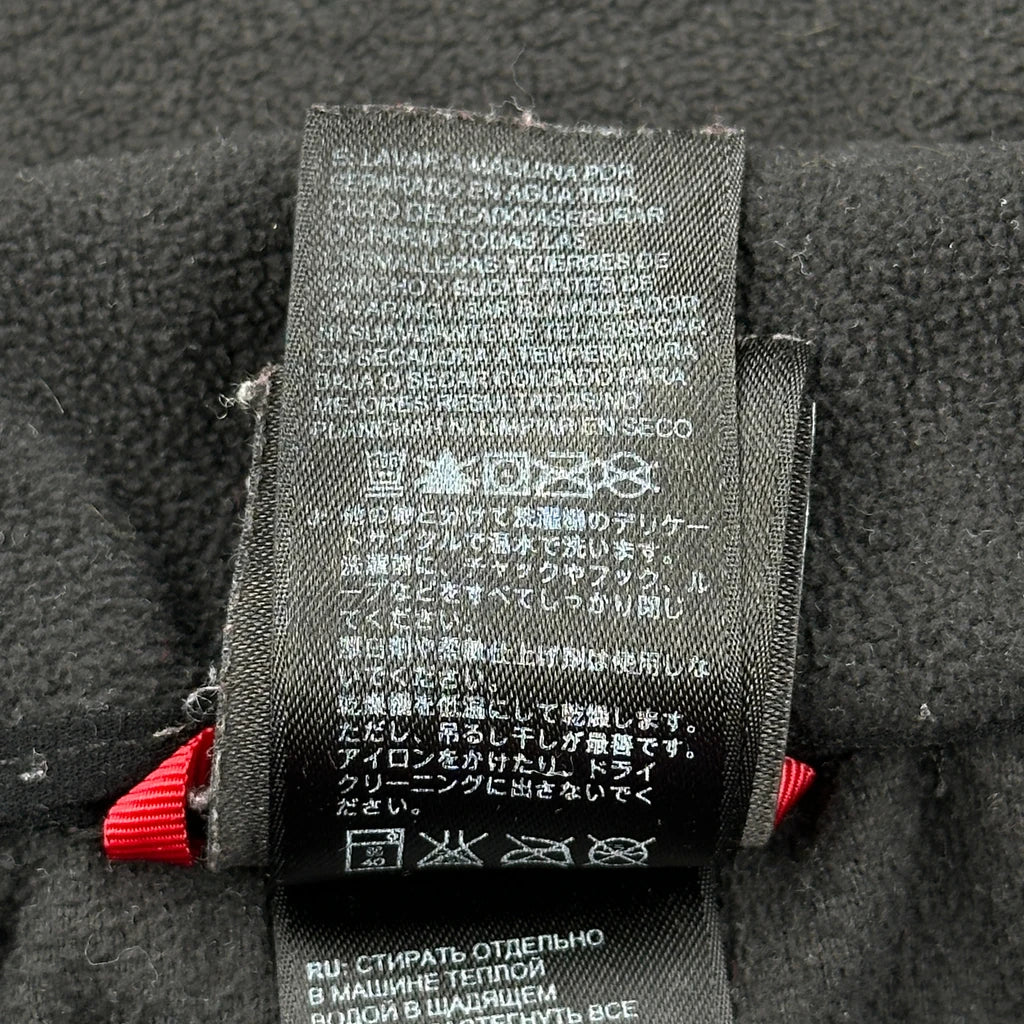 S: LAVAR A MÁQUINA POR
SEPARADO EN AGUA TIBIA,
CICLO DELICADO. ASEGURAR
CERRAR TODAS LAS
Y CIERRES DE
Y BUCLE ANTES DE
NI SUAVIZANTE DE TELAS. SECAR
EN SECADORA A TEMPERATURA
BAJA O SECAR COLGADO PARA
MEJORES RESULTADOS. NO
PLANCHAR NI LIMPIAR EN SECO
J: 他の物と分けて洗濯機のデリケー
トサイクルで温水で洗います。
洗濯前に、チャックやフック、ル
ープなどをすべてしっかり閉じ
てください。
漂白剤や柔軟仕上げ剤は使用しな
いでください。
乾燥機を低温にして乾燥します。
ただし、吊るし干しが最善です。
アイロンをかけたり、ドライ
クリーニングに出さないでく
ださい。
40
RU: СТИРАТЬ ОТДЕЛЬНО
В МАШИНЕ ТЕПЛОЙ
ВОДОЙ В ЩАДЯЩЕМ
ВСЕ